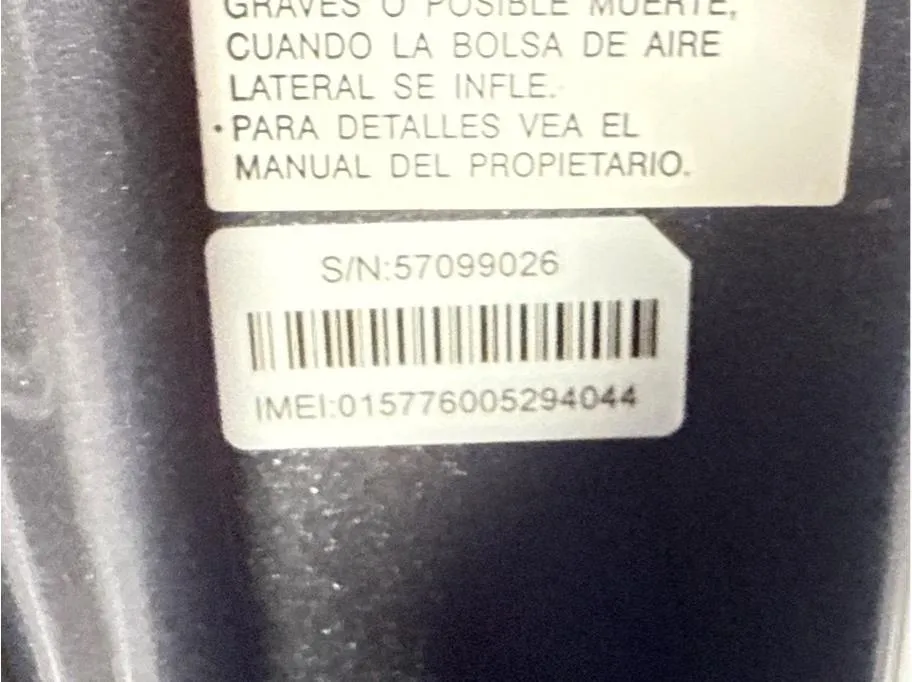 GRAVES O POSIBLE MUERTE,
CUANDO LA BOLSA DE AIRE
LATERAL SE INFLE.
•PARA DETALLES VEA EL
MANUAL DEL PROPIETARIO.
S/N:57099026
IMEI:015776005294044